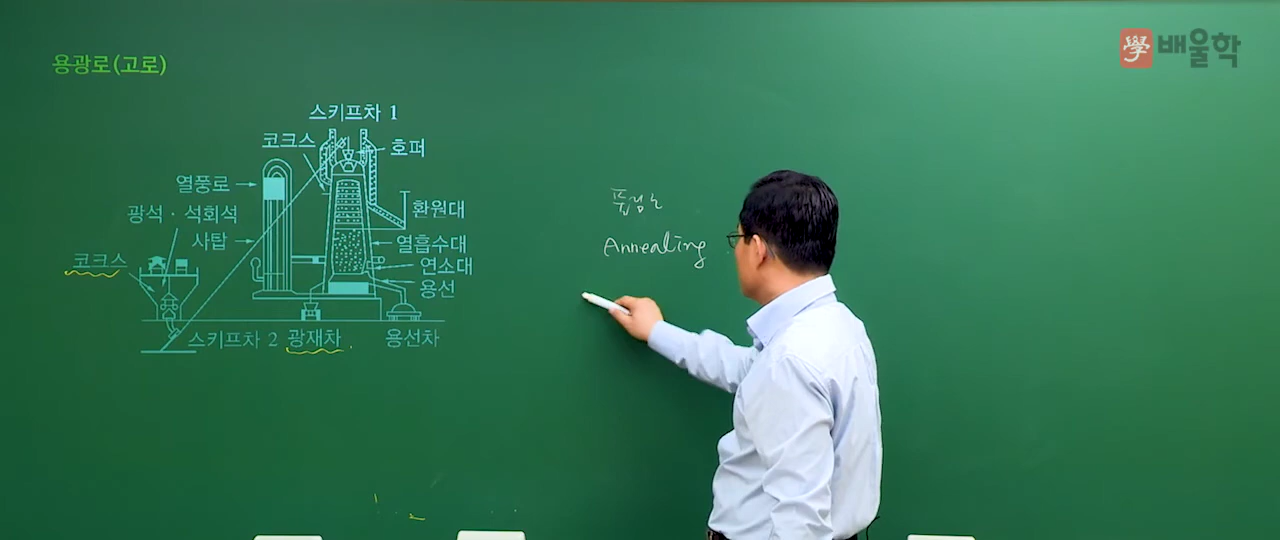 용광로(고로)
學 배울학
스키프차 1
코크스
호퍼
열풍로
광석·석회석
환원대
사탑
열흡수대
코크스
연소대
용선
스키프차 2
광재차
용선차
Annealing